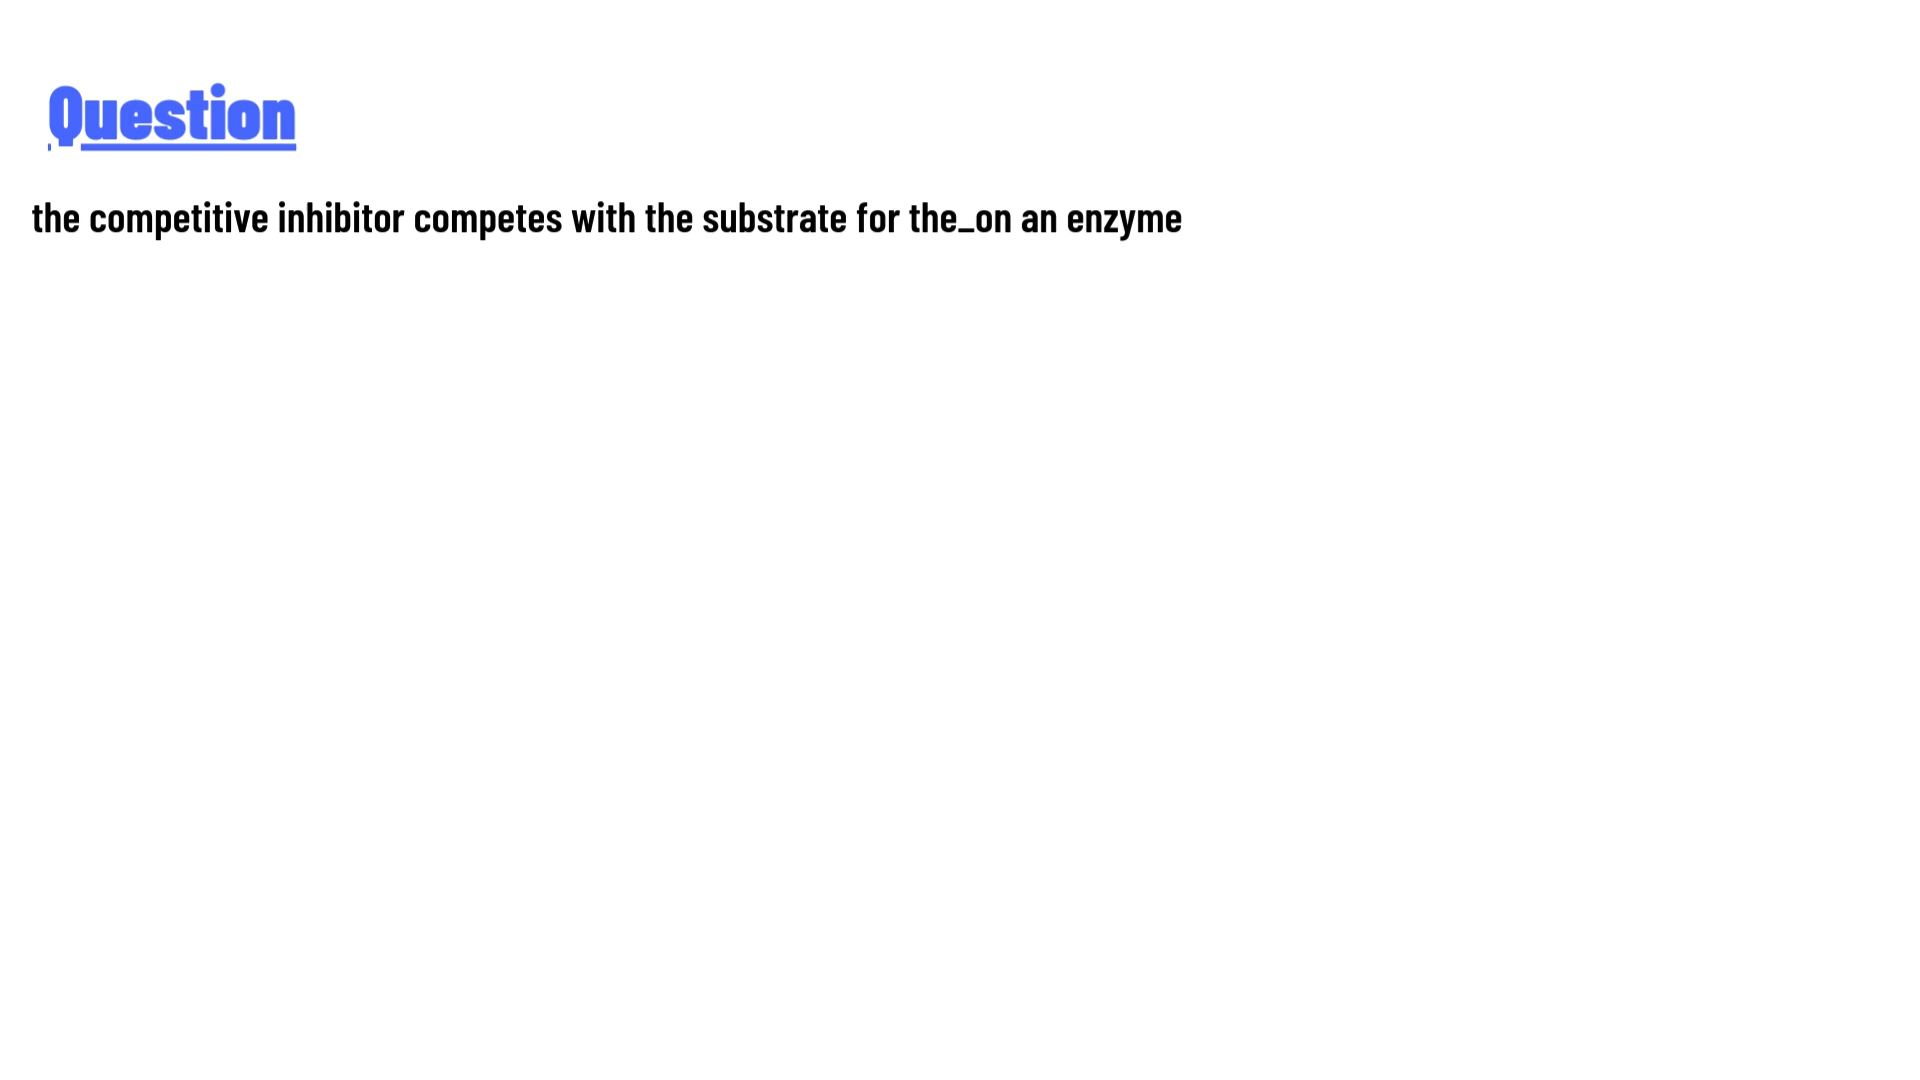 Question
the competitive inhibitor competes with the substrate for the_on an enzyme